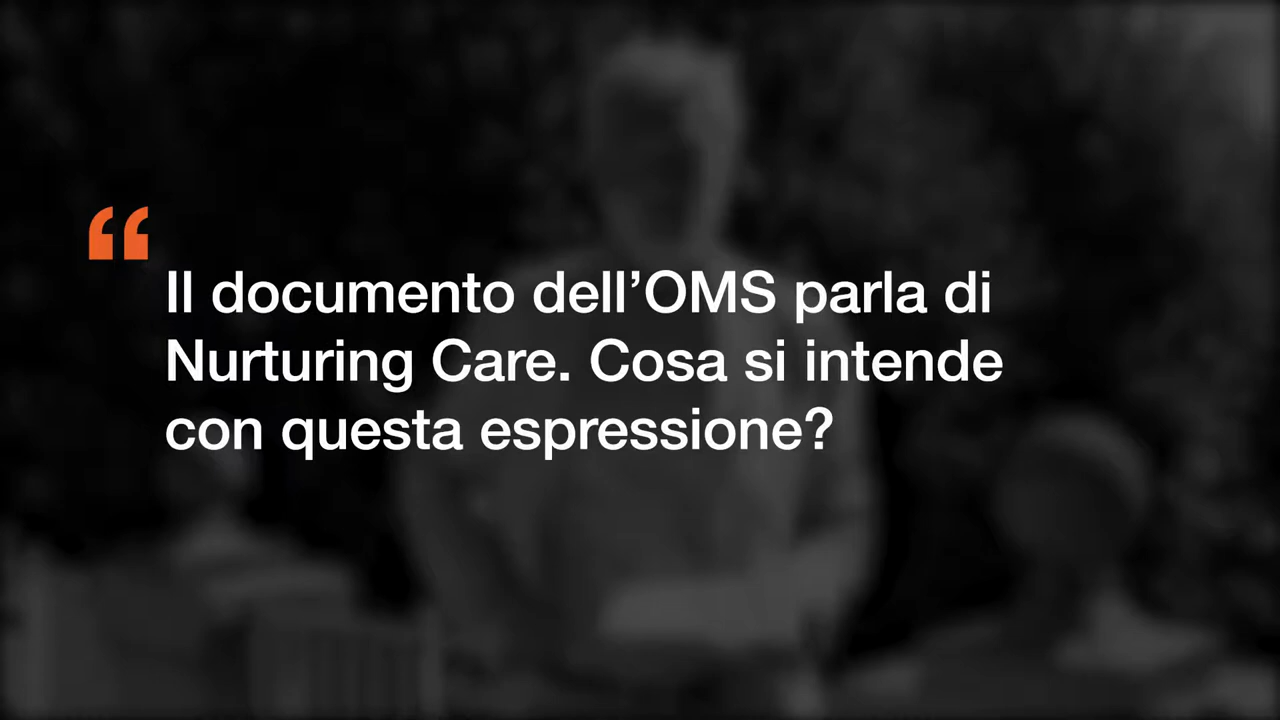 “
Il documento dell’OMS parla di
Nurturing Care. Cosa si intende
con questa espressione?